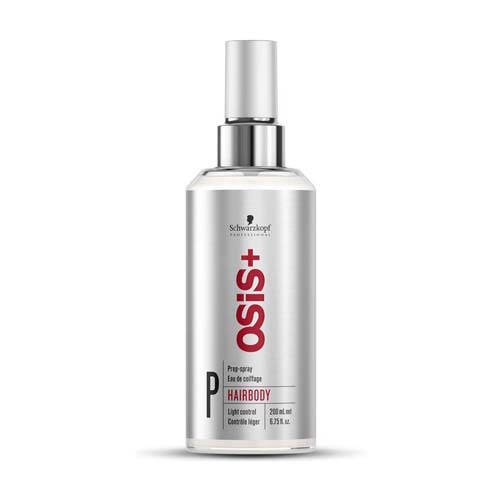 Schwarzkopf
PROFESSIONAL
OSiS+
Prep-spray
Eau de coiffage
P HAIRBODY
Light control 200 mL met
Contrôle léger 6.75 fl. oz.